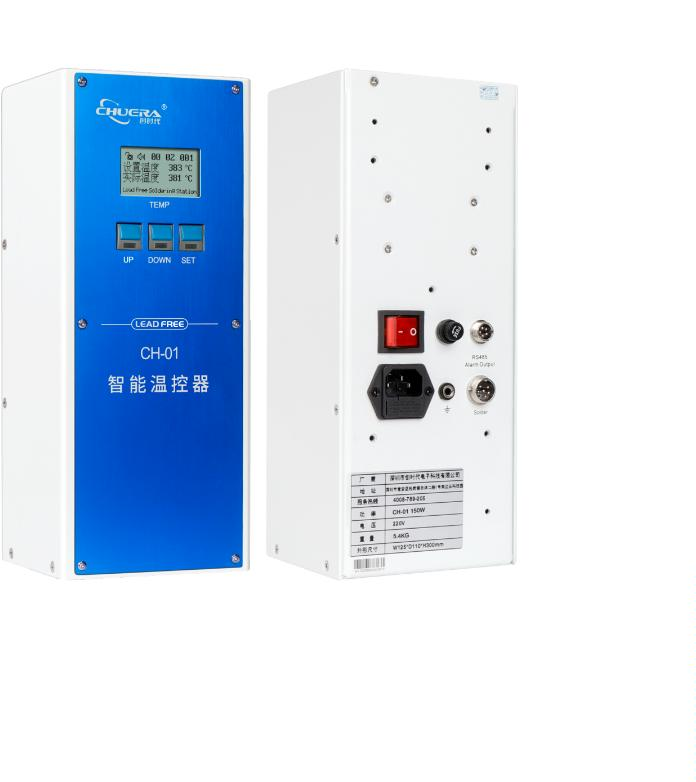 CHUERA®
创时代
00 02 001
设置温度 383 ℃
实际温度 381 ℃
Lead Free Soldering Station
TEMP
UP DOWN SET
LEAD FREE
CH-01
智能温控器
FUSE
RS485
Alarm Output
Solder
厂 家 深圳市创时代电子科技有限公司
地 址
服务热线 4008-789-205
功 率 CH-01 150W
电 压 220V
重 量 5.4KG
外形尺寸 W125*D110*H300mm